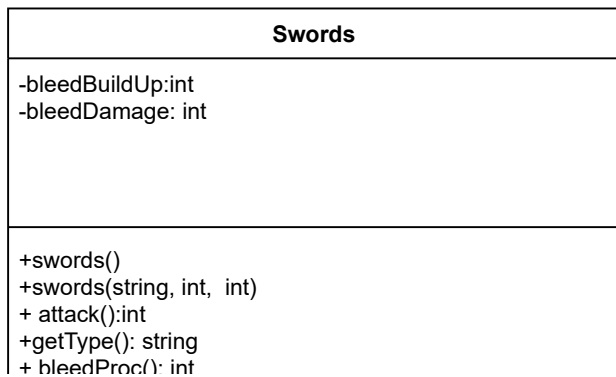 Swords
-bleedBuildUp:int
-bleedDamage: int
+swords()
+swords(string, int, int)
+ attack():int
+getType(): string
+ bleedProc(): int